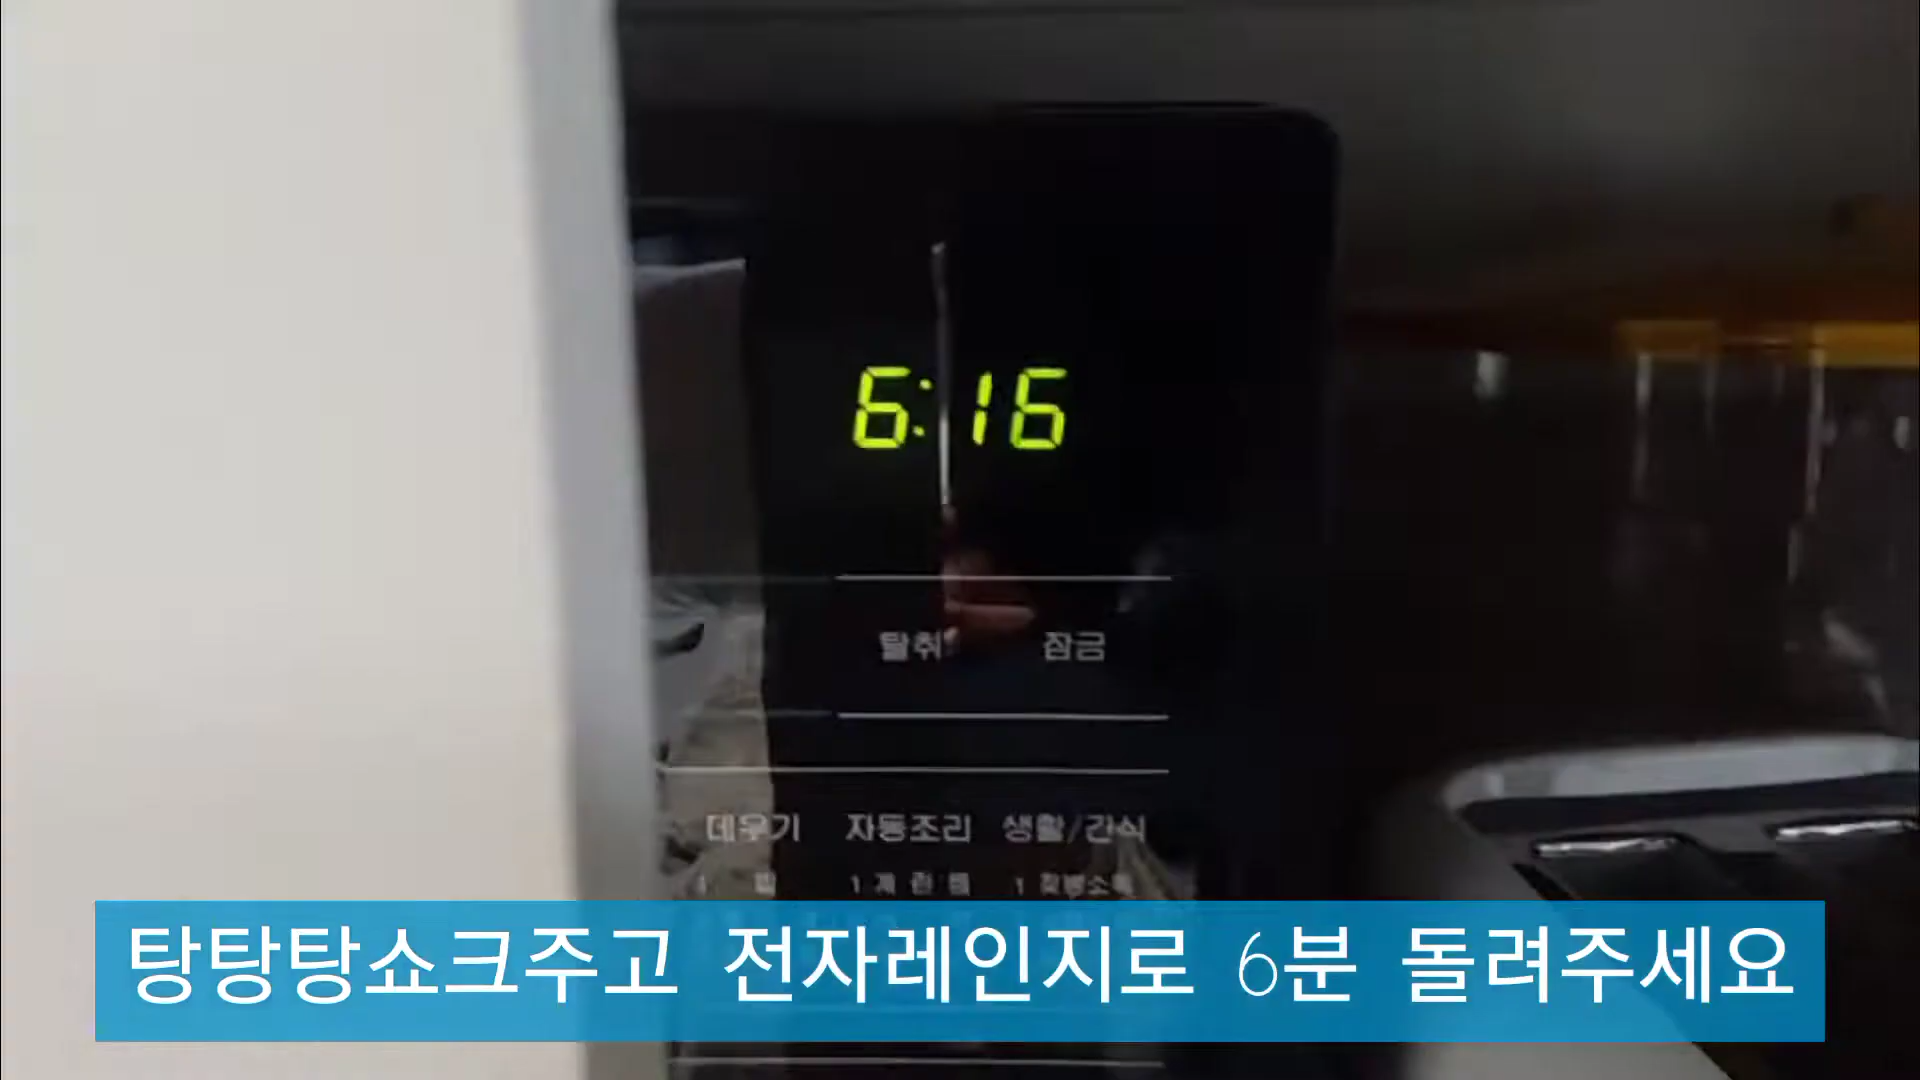 6:16
탈취 잠금
데우기 자동조리 생활/간식
탕탕탕쇼크주고 전자레인지로 6분 돌려주세요